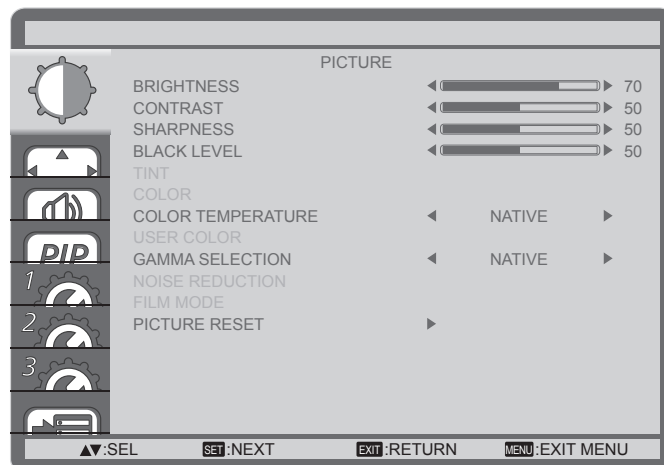 PICTURE
BRIGHTNESS 70
CONTRAST 50
SHARPNESS 50
BLACK LEVEL 50
TINT
COLOR
COLOR TEMPERATURE NATIVE
USER COLOR
PIP
GAMMA SELECTION NATIVE
1
NOISE REDUCTION
FILM MODE
2
PICTURE RESET
3
▲▼:SEL SET:NEXT EXIT:RETURN MENU:EXIT MENU